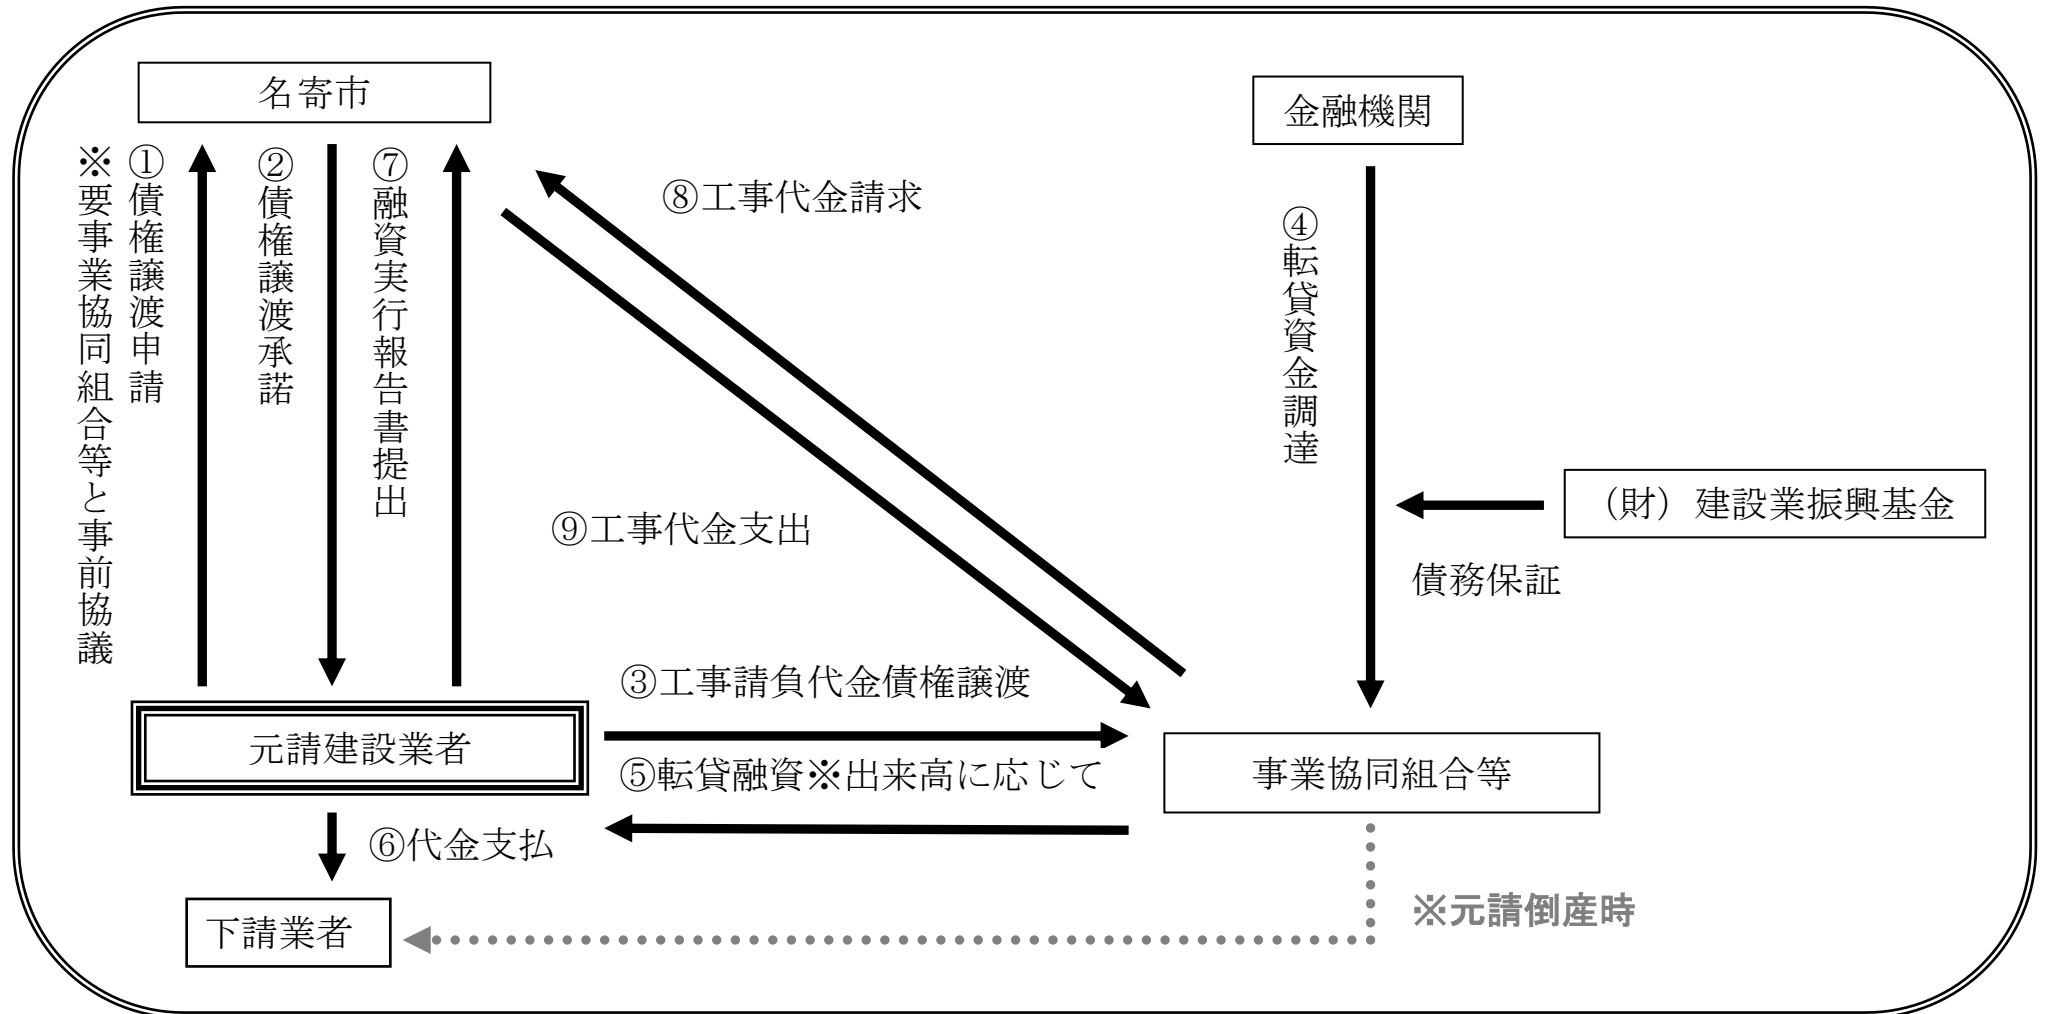 名寄市
金融機関
①債権譲渡申請
※要事業協同組合等と事前協議
②債権譲渡承諾
⑦融資実行報告書提出
⑧工事代金請求
④転貸資金調達
⑨工事代金支出
（財）建設業振興基金
債務保証
③工事請負代金債権譲渡
元請建設業者
⑤転貸融資※出来高に応じて
事業協同組合等
⑥代金支払
下請業者
※元請倒産時